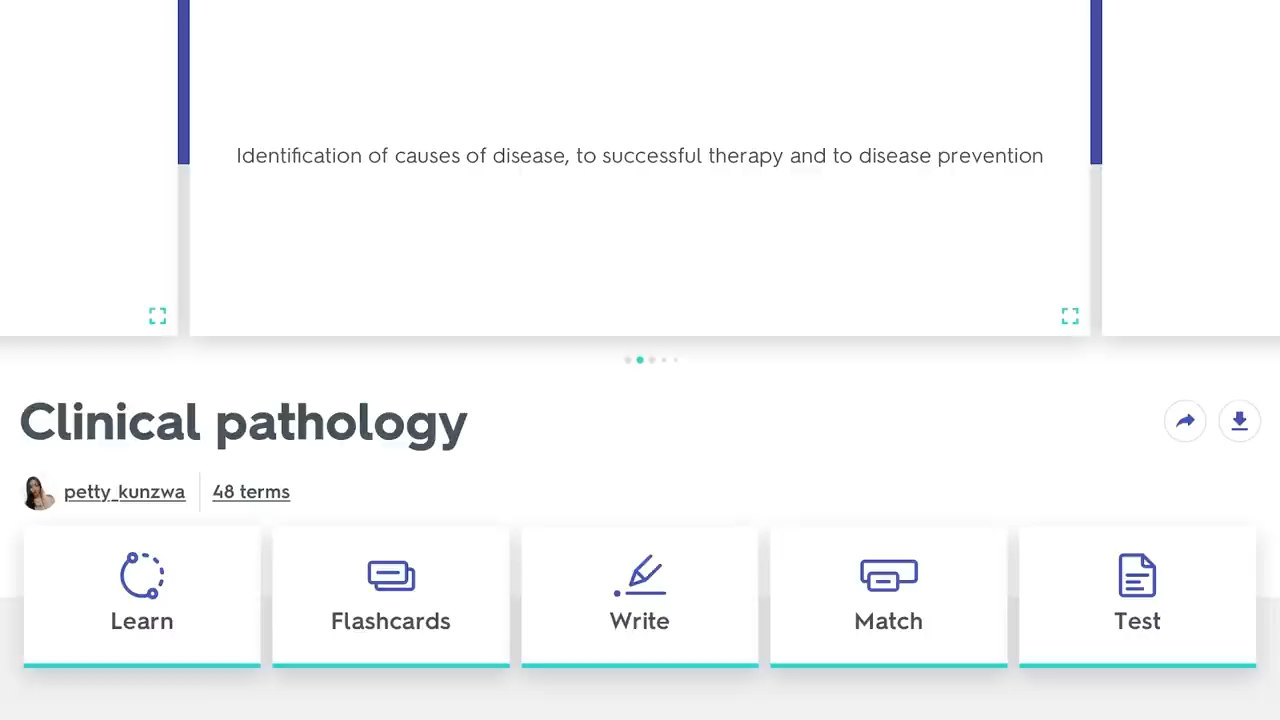 Identification of causes of disease, to successful therapy and to disease prevention
Clinical pathology
petty_kunzwa
48 terms
Learn
Flashcards
Write
Match
Test